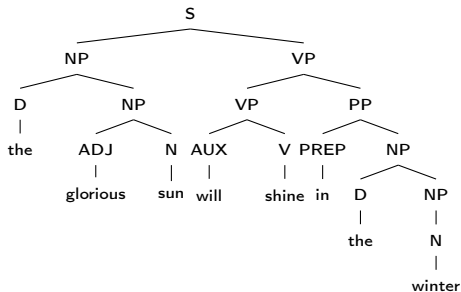 S
NP VP
D NP VP PP
the ADJ N AUX V PREP NP
glorious sun will shine in D NP
the N
winter